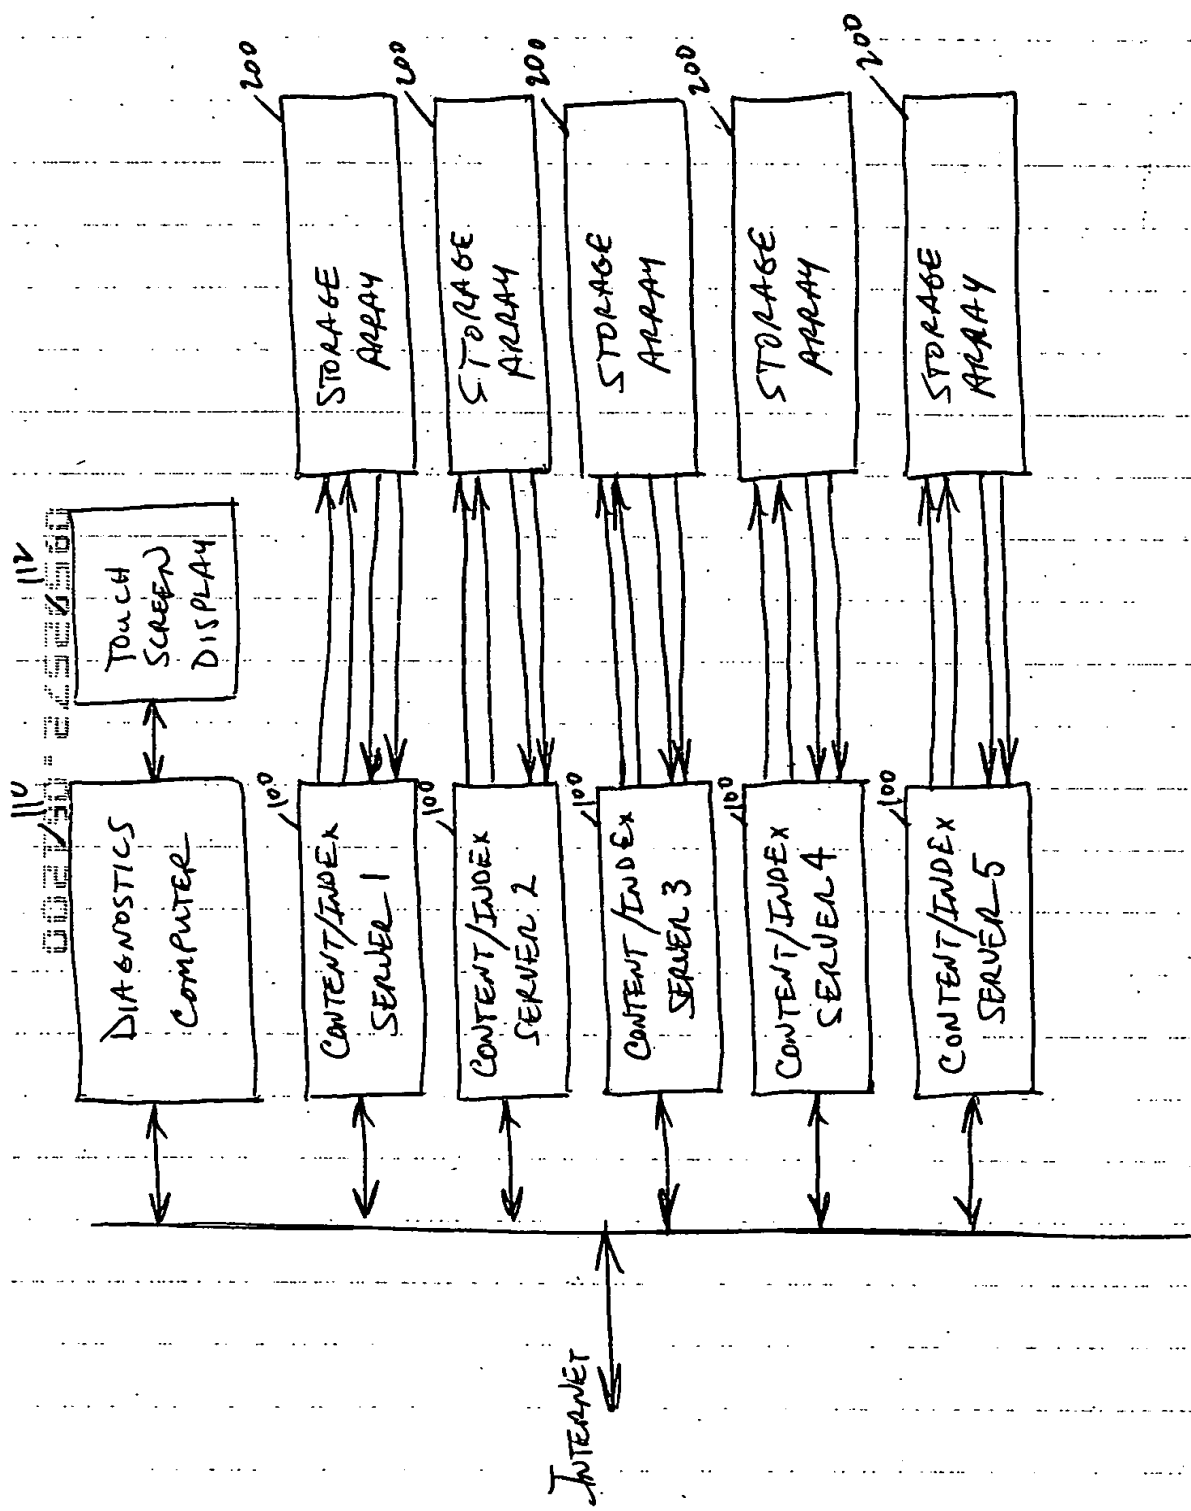 110
DIAGNOSTICS
COMPUTER
112
TOUCH
SCREEN
DISPLAY
100
CONTENT/INDEX
SERVER 1
200
STORAGE
ARRAY
100
CONTENT/INDEX
SERVER 2
200
STORAGE
ARRAY
100
CONTENT/INDEX
SERVER 3
200
STORAGE
ARRAY
100
CONTENT/INDEX
SERVER 4
200
STORAGE
ARRAY
100
CONTENT/INDEX
SERVER 5
200
STORAGE
ARRAY
INTERNET